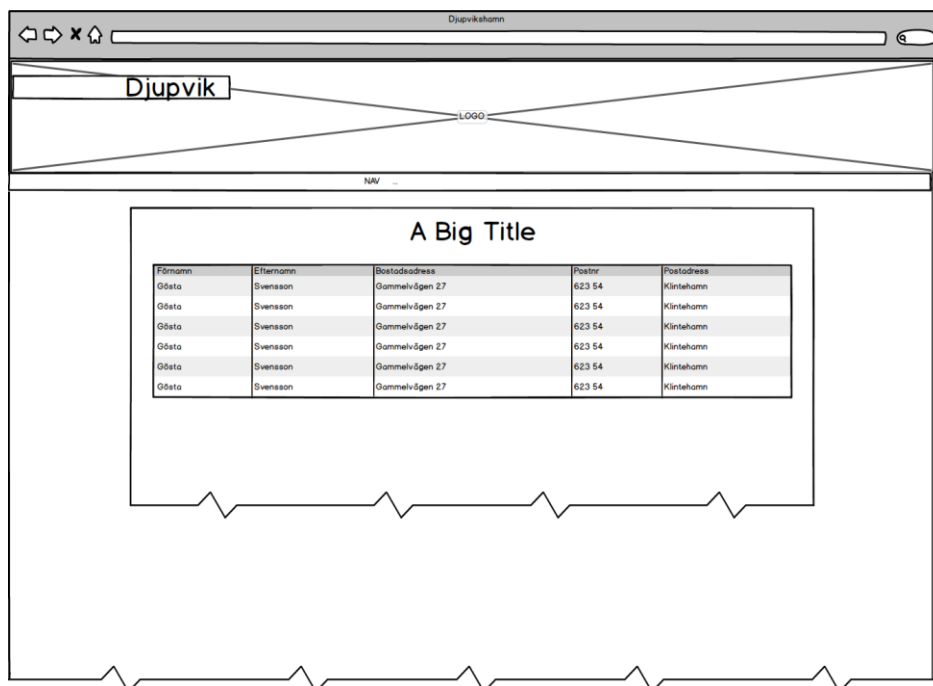 Djupvikshamn
Djupvik
LOGO
NAV
A Big Title
Förnamn Efternamn Bostadsadress Postnr Postadress
Gösta Svensson Gammelvägen 27 623 54 Klintehamn
Gösta Svensson Gammelvägen 27 623 54 Klintehamn
Gösta Svensson Gammelvägen 27 623 54 Klintehamn
Gösta Svensson Gammelvägen 27 623 54 Klintehamn
Gösta Svensson Gammelvägen 27 623 54 Klintehamn
Gösta Svensson Gammelvägen 27 623 54 Klintehamn